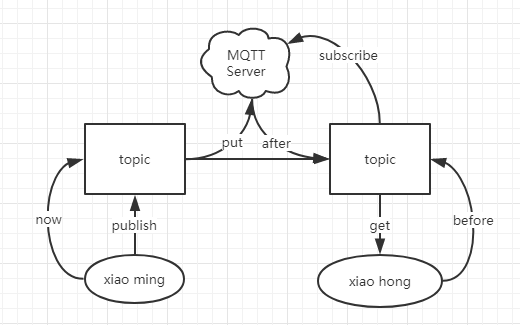 MQTT
Server
subscribe
put
after
topic
topic
now
publish
get
before
xiao ming
xiao hong